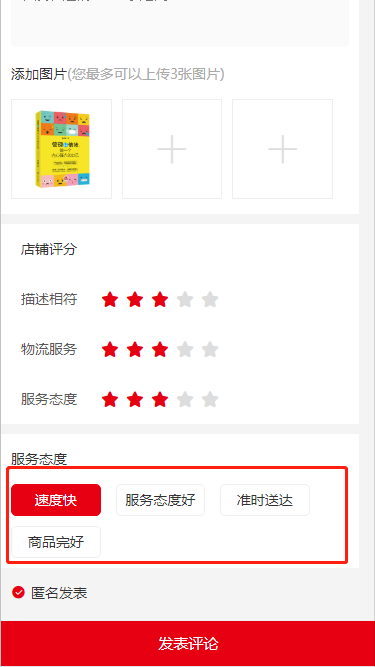 添加图片(您最多可以上传3张图片)
店铺评分
描述相符
物流服务
服务态度
服务态度
速度快
服务态度好
准时送达
商品完好
匿名发表
发表评论